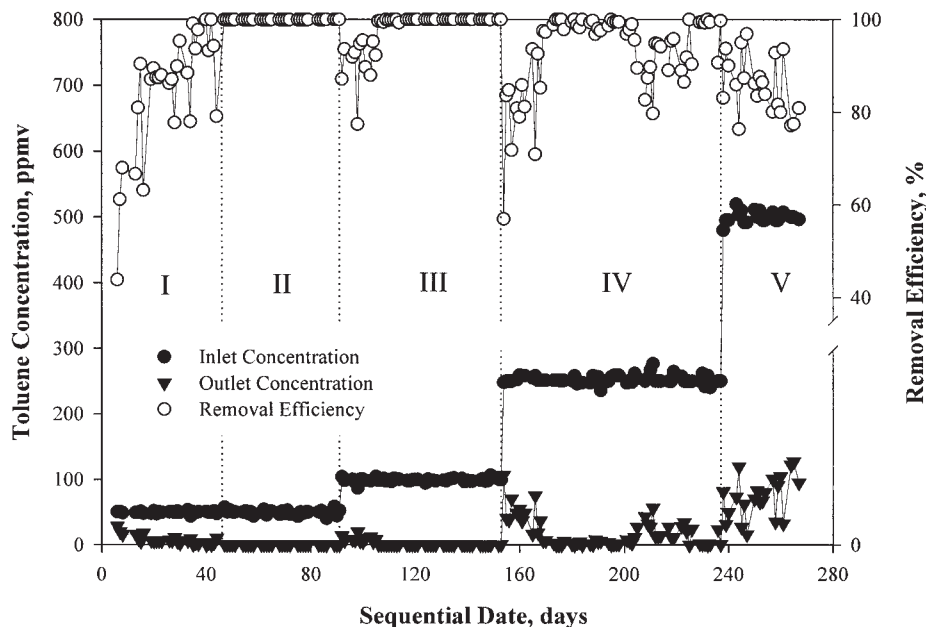 Toluene Concentration, ppmv
800
700
600
500
400
300
200
100
0
I
II
III
IV
V
Inlet Concentration
Outlet Concentration
Removal Efficiency
100
80
60
40
0
Removal Efficiency, %
0
40
80
120
160
200
240
280
Sequential Date, days